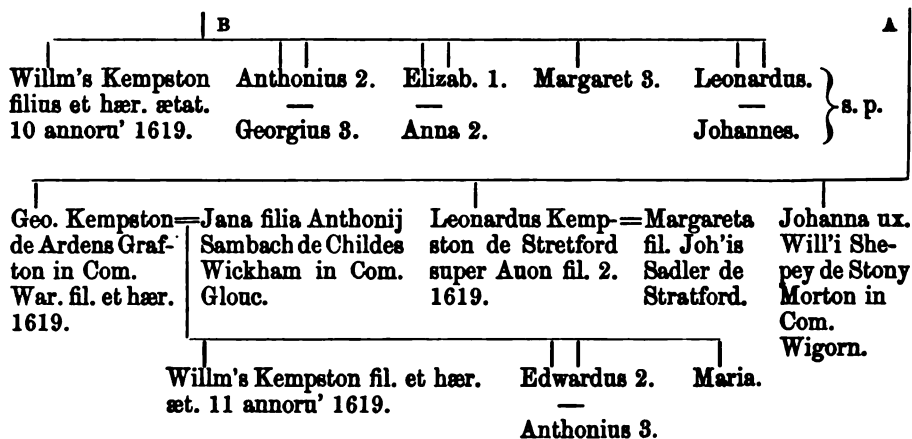 B
A
Willm's Kempston
filius et hær. ætat.
10 annoru' 1619.
Anthonius 2.
Georgius 3.
Elizab. 1.
Anna 2.
Margaret 3.
Leonardus.
Johannes.
s. p.
Geo. Kempston=
de Ardens Graf-
ton in Com.
War. fil. et hær.
1619.
Jana filia Anthonij
Sambach de Childes
Wickham in Com.
Glouc.
Leonardus Kemp-=
ston de Stretford
super Auon fil. 2.
1619.
Margareta
fil. Joh'is
Sadler de
Stratford.
Johanna ux.
Will'i She-
pey de Stony
Morton in
Com.
Wigorn.
Willm's Kempston fil. et hær.
æt. 11 annoru' 1619.
Edwardus 2.
Anthonius 3.
Maria.